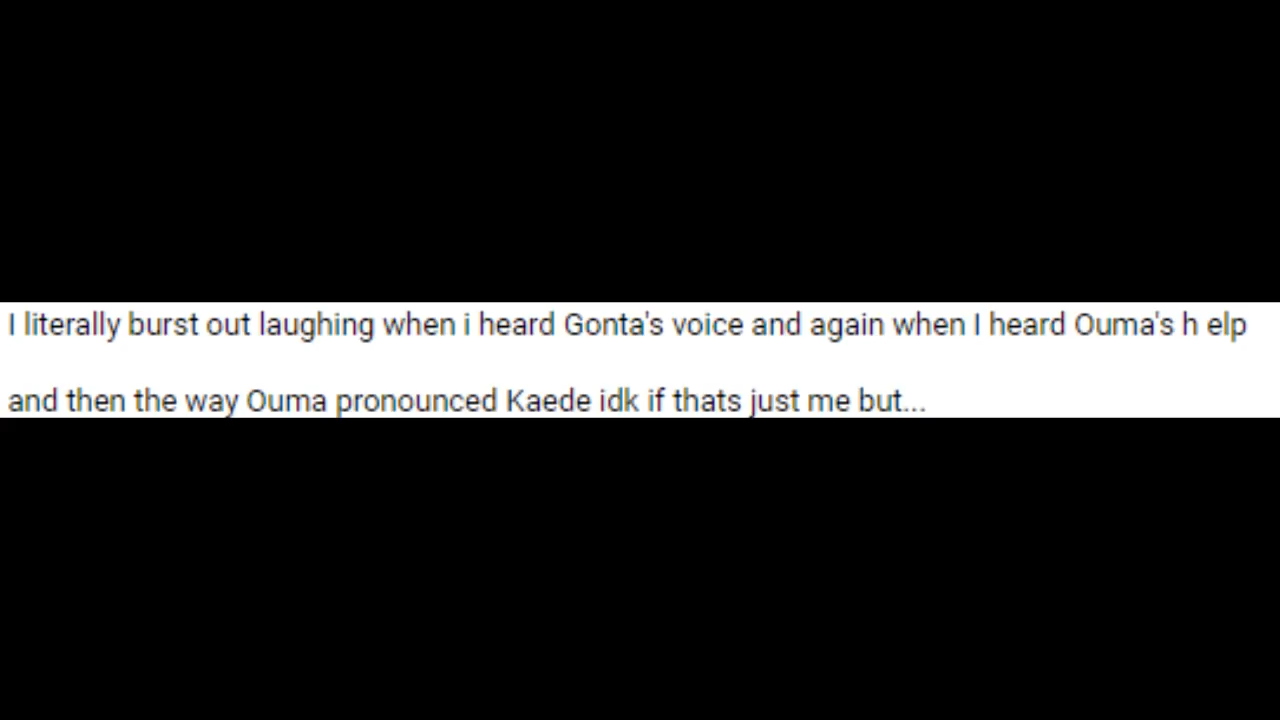 I literally burst out laughing when i heard Gonta's voice and again when I heard Ouma's h elp
and then the way Ouma pronounced Kaede idk if thats just me but...